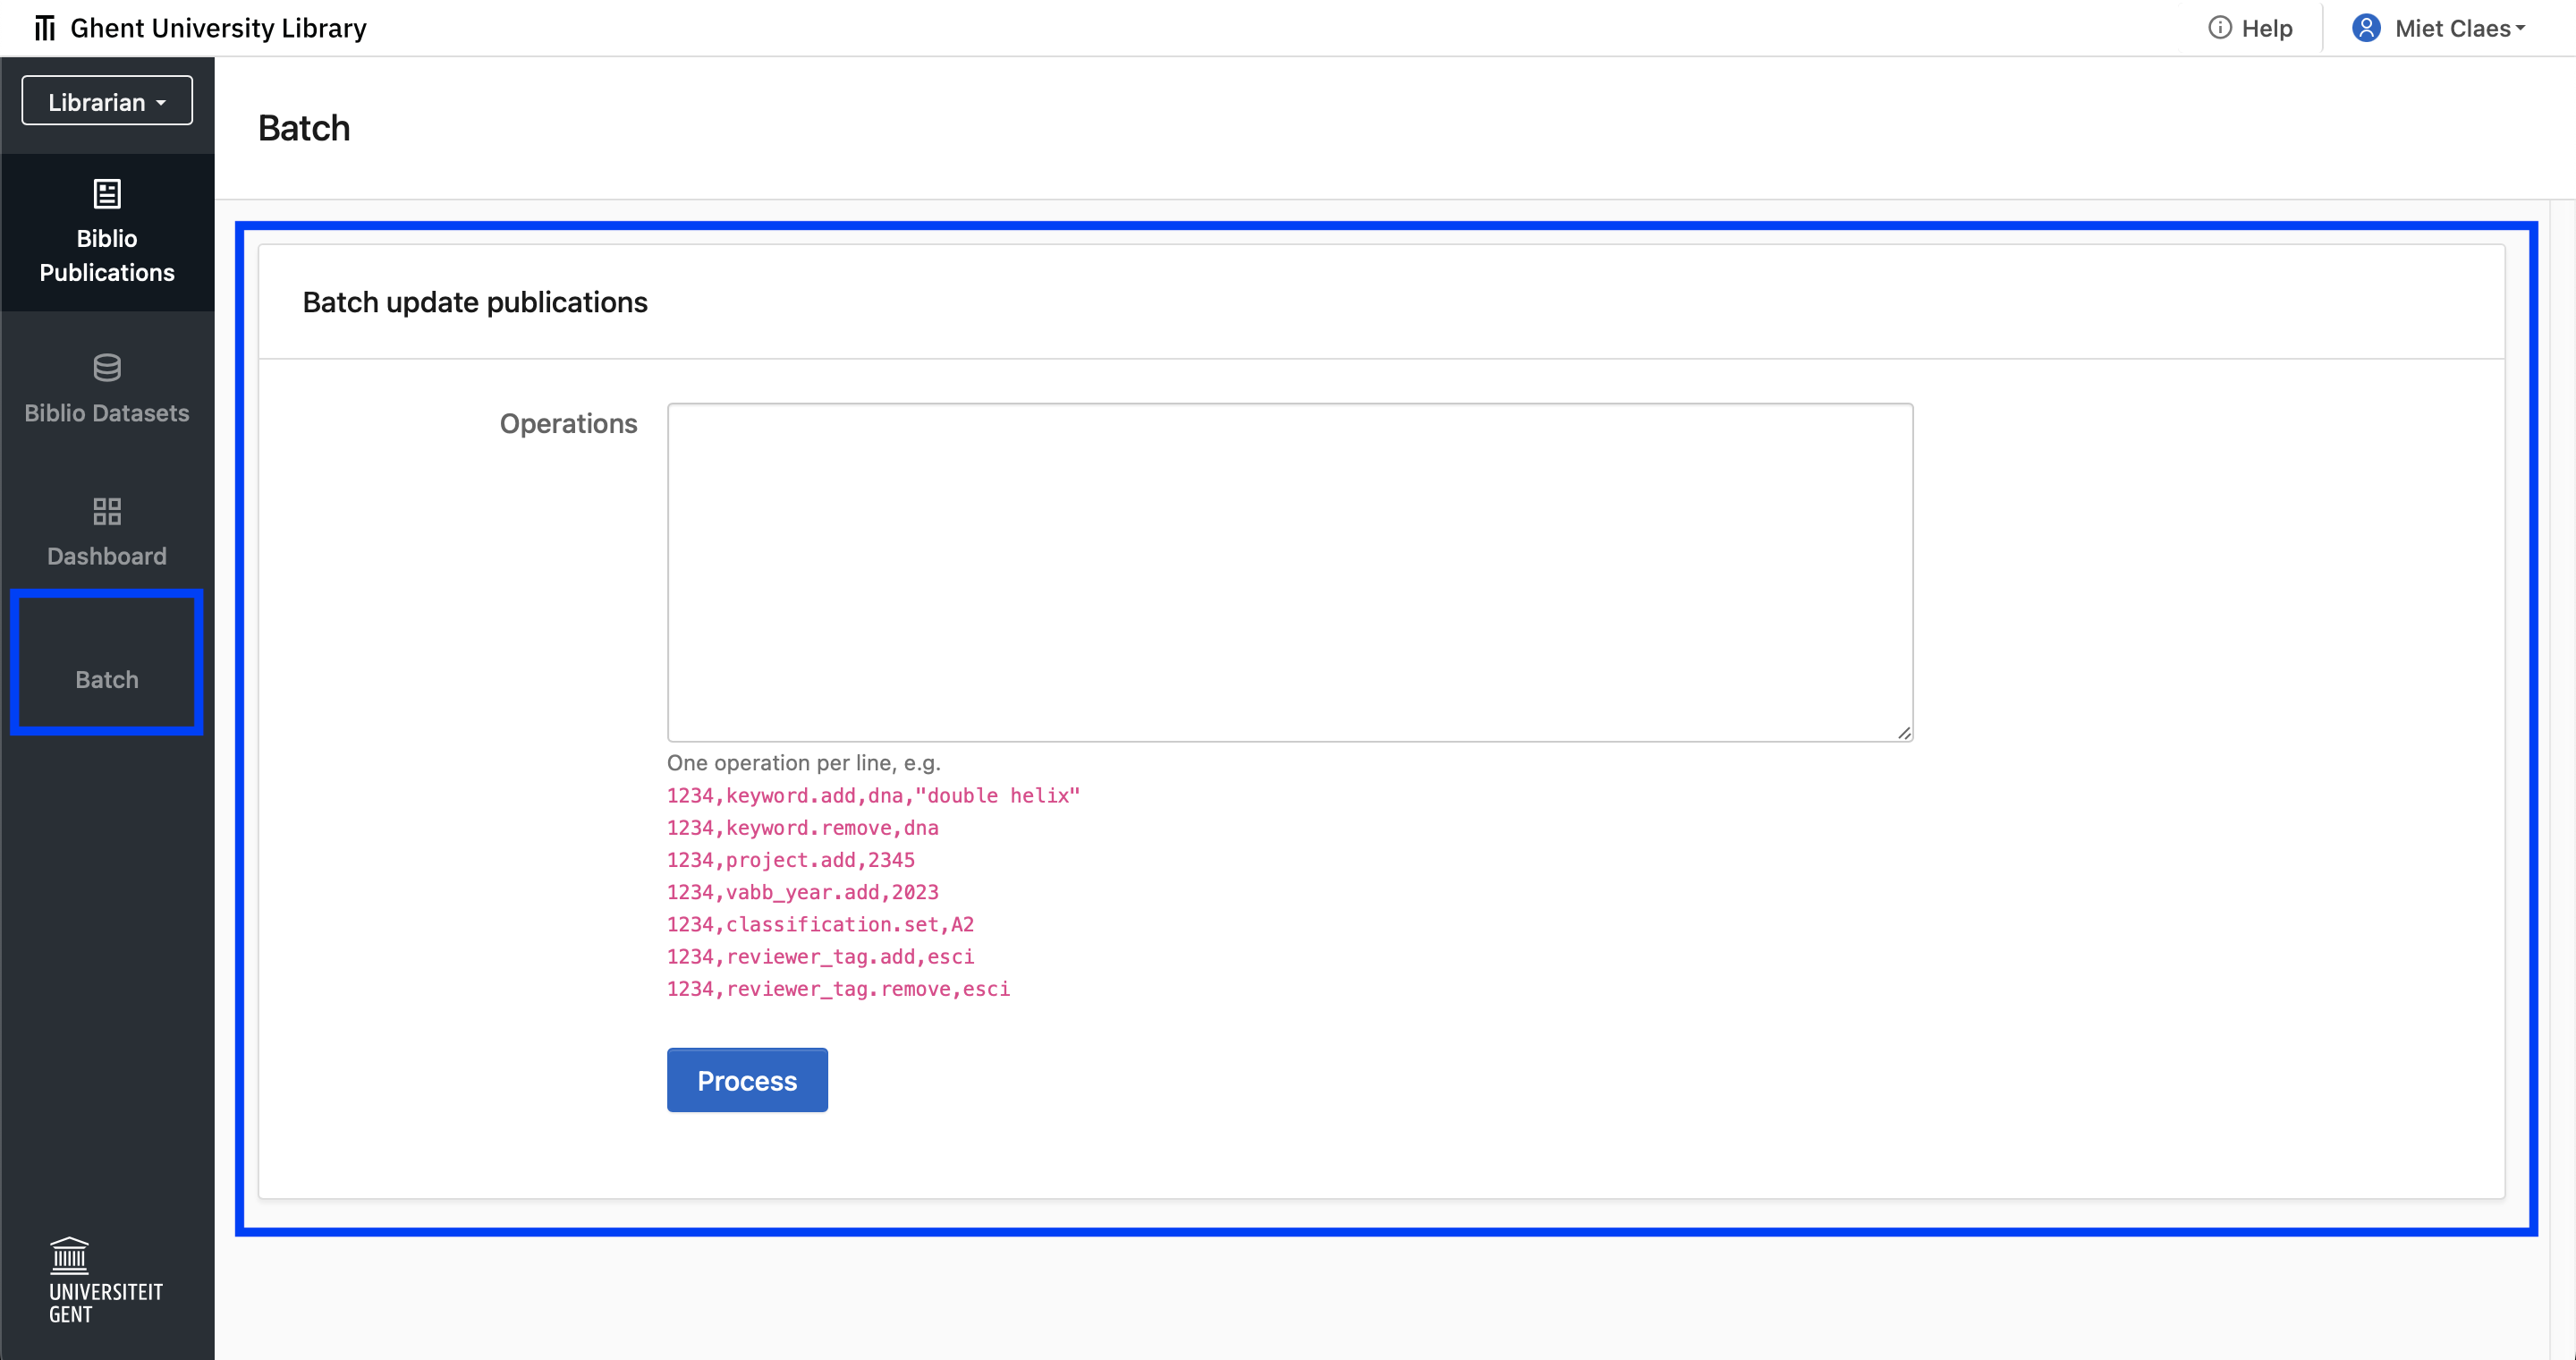 Ghent University Library
Help
Miet Claes
Librarian
Biblio
Publications
Biblio Datasets
Dashboard
Batch
UNIVERSITEIT
GENT
Batch
Batch update publications
Operations
One operation per line, e.g.
1234,keyword.add,dna,"double helix"
1234,keyword.remove,dna
1234,project.add,2345
1234,vabb_year.add,2023
1234,classification.set,A2
1234,reviewer_tag.add,esci
1234,reviewer_tag.remove,esci
Process